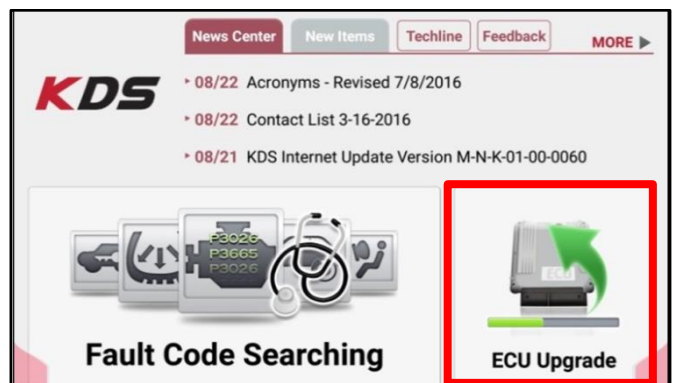 News Center New Items Techline Feedback MORE
KDS
08/22 Acronyms - Revised 7/8/2016
08/22 Contact List 3-16-2016
08/21 KDS Internet Update Version M-N-K-01-00-0060
P3026
P3665
P3026
ECU
Fault Code Searching
ECU Upgrade